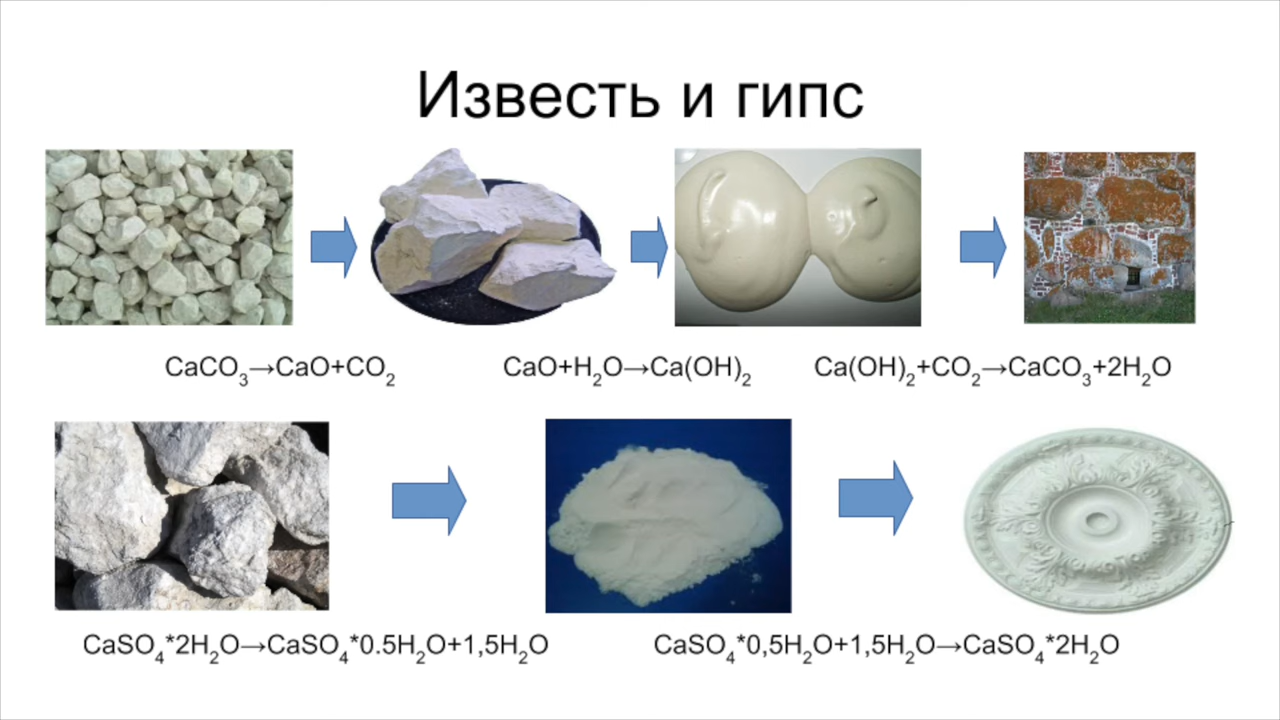 Известь и гипс
CaCO₃→CaO+CO₂
CaO+H₂O→Ca(OH)₂
Ca(OH)₂+CO₂→CaCO₃+2H₂O
CaSO₄*2H₂O→CaSO₄*0.5H₂O+1,5H₂O
CaSO₄*0,5H₂O+1,5H₂O→CaSO₄*2H₂O